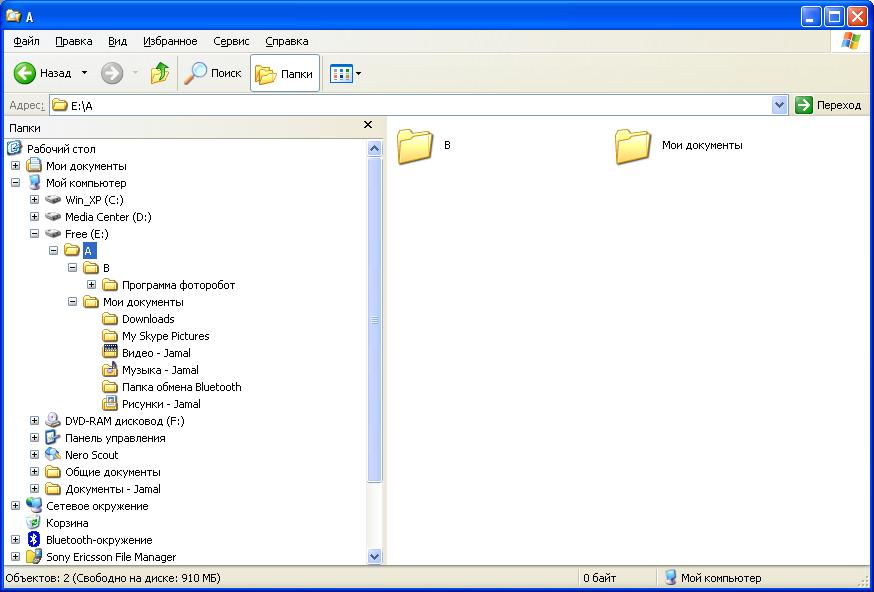 А
Файл Правка Вид Избранное Сервис Справка
Назад Поиск Папки
Адрес: E:\А Переход
Папки
Рабочий стол
Мои документы
Мой компьютер
Win_XP (C:)
Media Center (D:)
Free (E:)
А
В
Программа фоторобот
Мои документы
Downloads
My Skype Pictures
Видео - Jamal
Музыка - Jamal
Папка обмена Bluetooth
Рисунки - Jamal
DVD-RAM дисковод (F:)
Панель управления
Nero Scout
Общие документы
Документы - Jamal
Сетевое окружение
Корзина
Bluetooth-окружение
Sony Ericsson File Manager
В Мои документы
Объектов: 2 (Свободно на диске: 910 МБ) 0 байт Мой компьютер